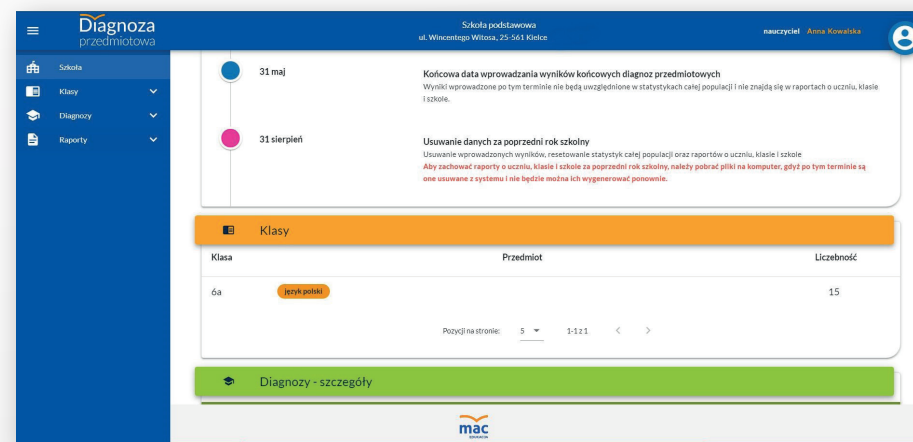 Diagnoza
przedmiotowa
Szkoła podstawowa
ul. Wincentego Witosa, 25-561 Kielce
nauczyciel Anna Kowalska
Szkoła
Klasy
Diagnozy
Raporty
31 maj
Końcowa data wprowadzania wyników końcowych diagnoz przedmiotowych
Wyniki wprowadzone po tym terminie nie będą uwzględnione w statystykach całej populacji i nie znajdą się w raportach o uczniu, klasie
i szkole.
31 sierpień
Usuwanie danych za poprzedni rok szkolny
Usuwanie wprowadzonych wyników, resetowanie statystyk całej populacji oraz raportów o uczniu, klasie i szkole
Aby zachować raporty o uczniu, klasie i szkole za poprzedni rok szkolny, należy pobrać pliki na komputer, gdyż po tym terminie są
one usuwane z systemu i nie będzie można ich wygenerować ponownie.
Klasy
Klasa Przedmiot Liczebność
6a język polski 15
Pozycji na stronie: 5 1-1 z 1
Diagnozy - szczegóły
mac
EDUKACJA